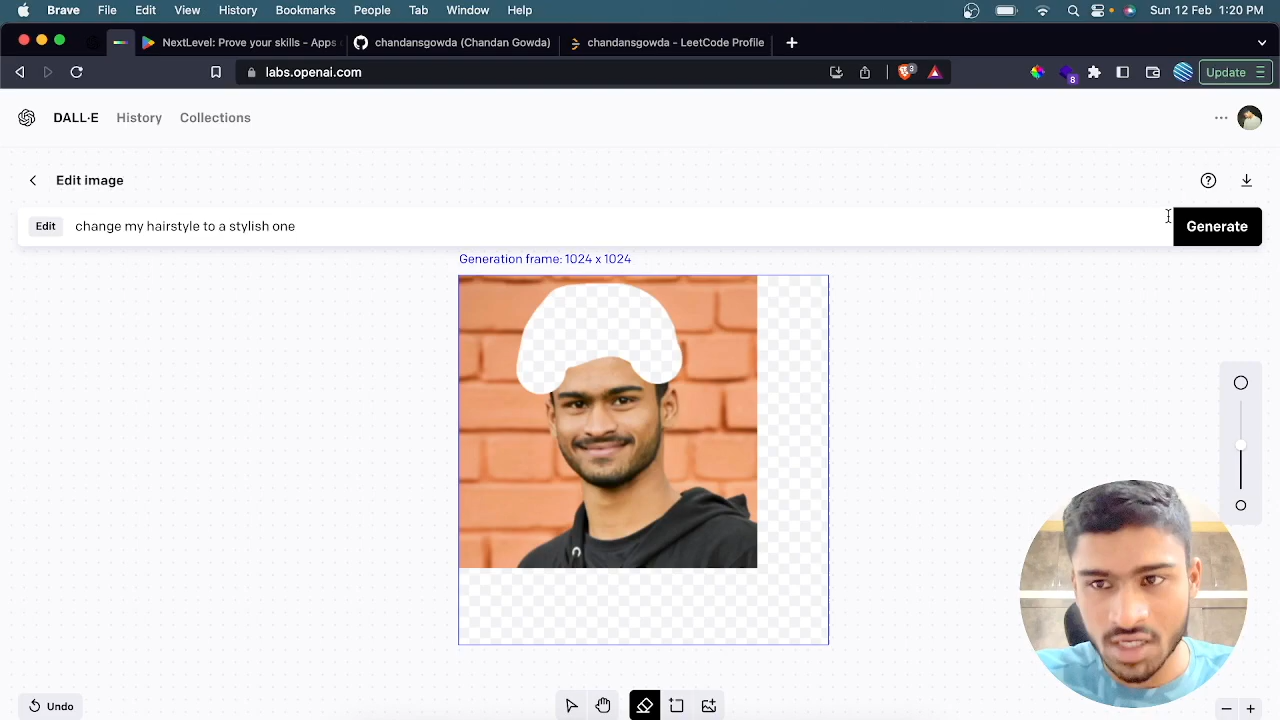 Brave File Edit View History Bookmarks People Tab Window Help Sun 12 Feb 1:20 PM
NextLevel: Prove your skills - Apps chandansgowda (Chandan Gowda) chandansgowda - LeetCode Profile
labs.openai.com 3 8 Update
DALL·E History Collections
Edit image
Edit change my hairstyle to a stylish one Generate
Generation frame: 1024 x 1024
Undo